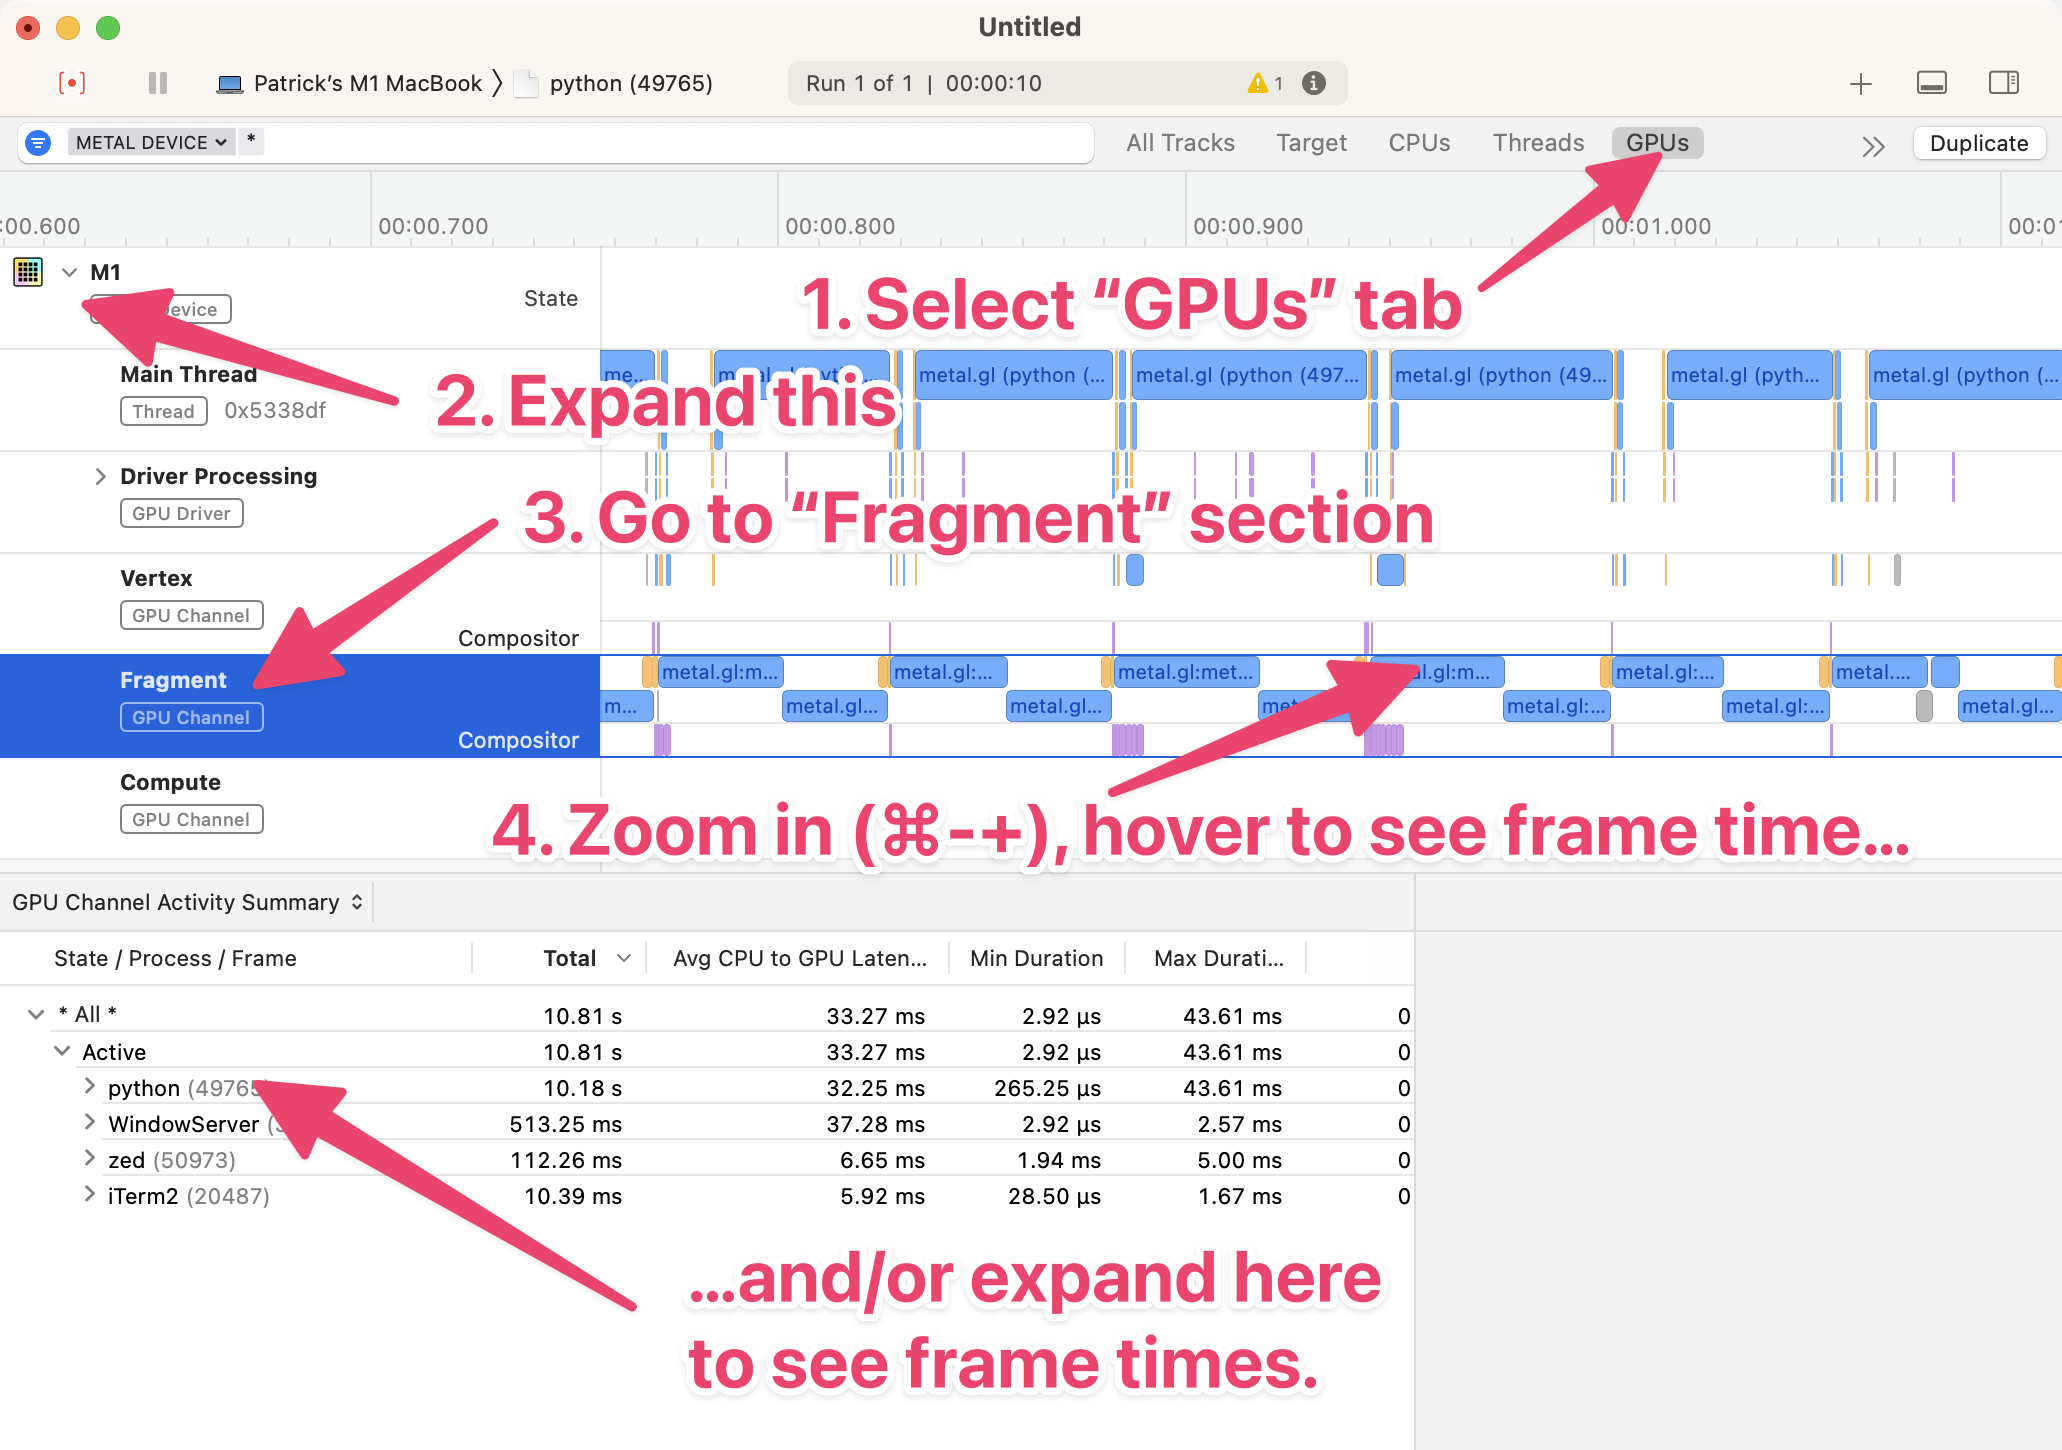 Untitled
Patrick’s M1 MacBook 〉 python (49765)
Run 1 of 1 | 00:00:10
1
METAL DEVICE
*
All Tracks
Target
CPUs
Threads
GPUs
Duplicate
:00.600
00:00.700
00:00.800
00:00.900
00:01.000
00:01
M1
State
1. Select “GPUs” tab
Main Thread
Thread
0x5338df
me...
metal.gl (python (...
metal.gl (python (497...
metal.gl (python (49...
metal.gl (pyth...
metal.gl (python (...
2. Expand this
Driver Processing
GPU Driver
3. Go to “Fragment” section
Vertex
GPU Channel
Compositor
Fragment
GPU Channel
Compositor
metal.gl:m...
metal.gl:...
metal.gl:met...
metal.gl:...
metal....
m...
metal.gl...
metal.gl...
metal.gl:...
metal.gl:...
metal.gl...
Compute
GPU Channel
4. Zoom in (⌘-+), hover to see frame time...
GPU Channel Activity Summary
State / Process / Frame
Total
Avg CPU to GPU Laten...
Min Duration
Max Durati...
* All * 10.81 s 33.27 ms 2.92 µs 43.61 ms 0
Active 10.81 s 33.27 ms 2.92 µs 43.61 ms 0
python (49765 10.18 s 32.25 ms 265.25 µs 43.61 ms 0
WindowServer 513.25 ms 37.28 ms 2.92 µs 2.57 ms 0
zed (50973) 112.26 ms 6.65 ms 1.94 ms 5.00 ms 0
iTerm2 (20487) 10.39 ms 5.92 ms 28.50 µs 1.67 ms 0
...and/or expand here
to see frame times.